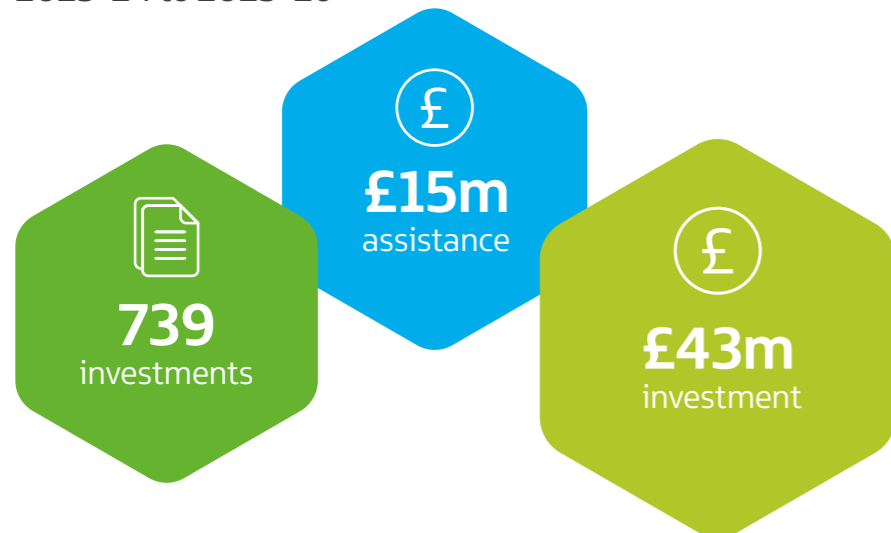 £
£15m
assistance
739
investments
£
£43m
investment